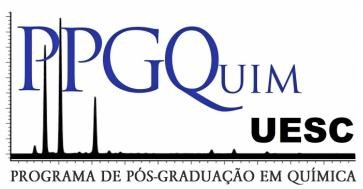 PPGQUIM
UESC
PROGRAMA DE PÓS-GRADUAÇÃO EM QUÍMICA